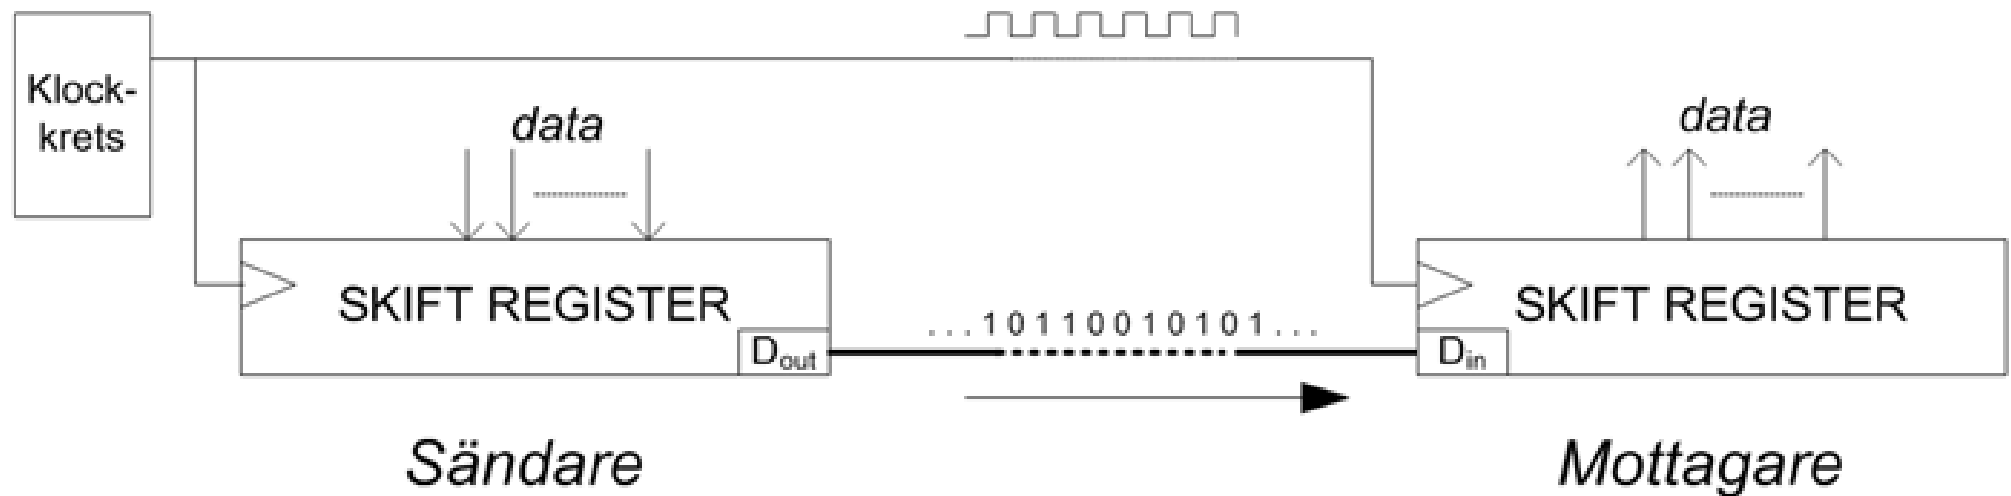 Klock-
krets
data
data
SKIFT REGISTER
SKIFT REGISTER
...10110010101...
Dout
Din
Sändare
Mottagare